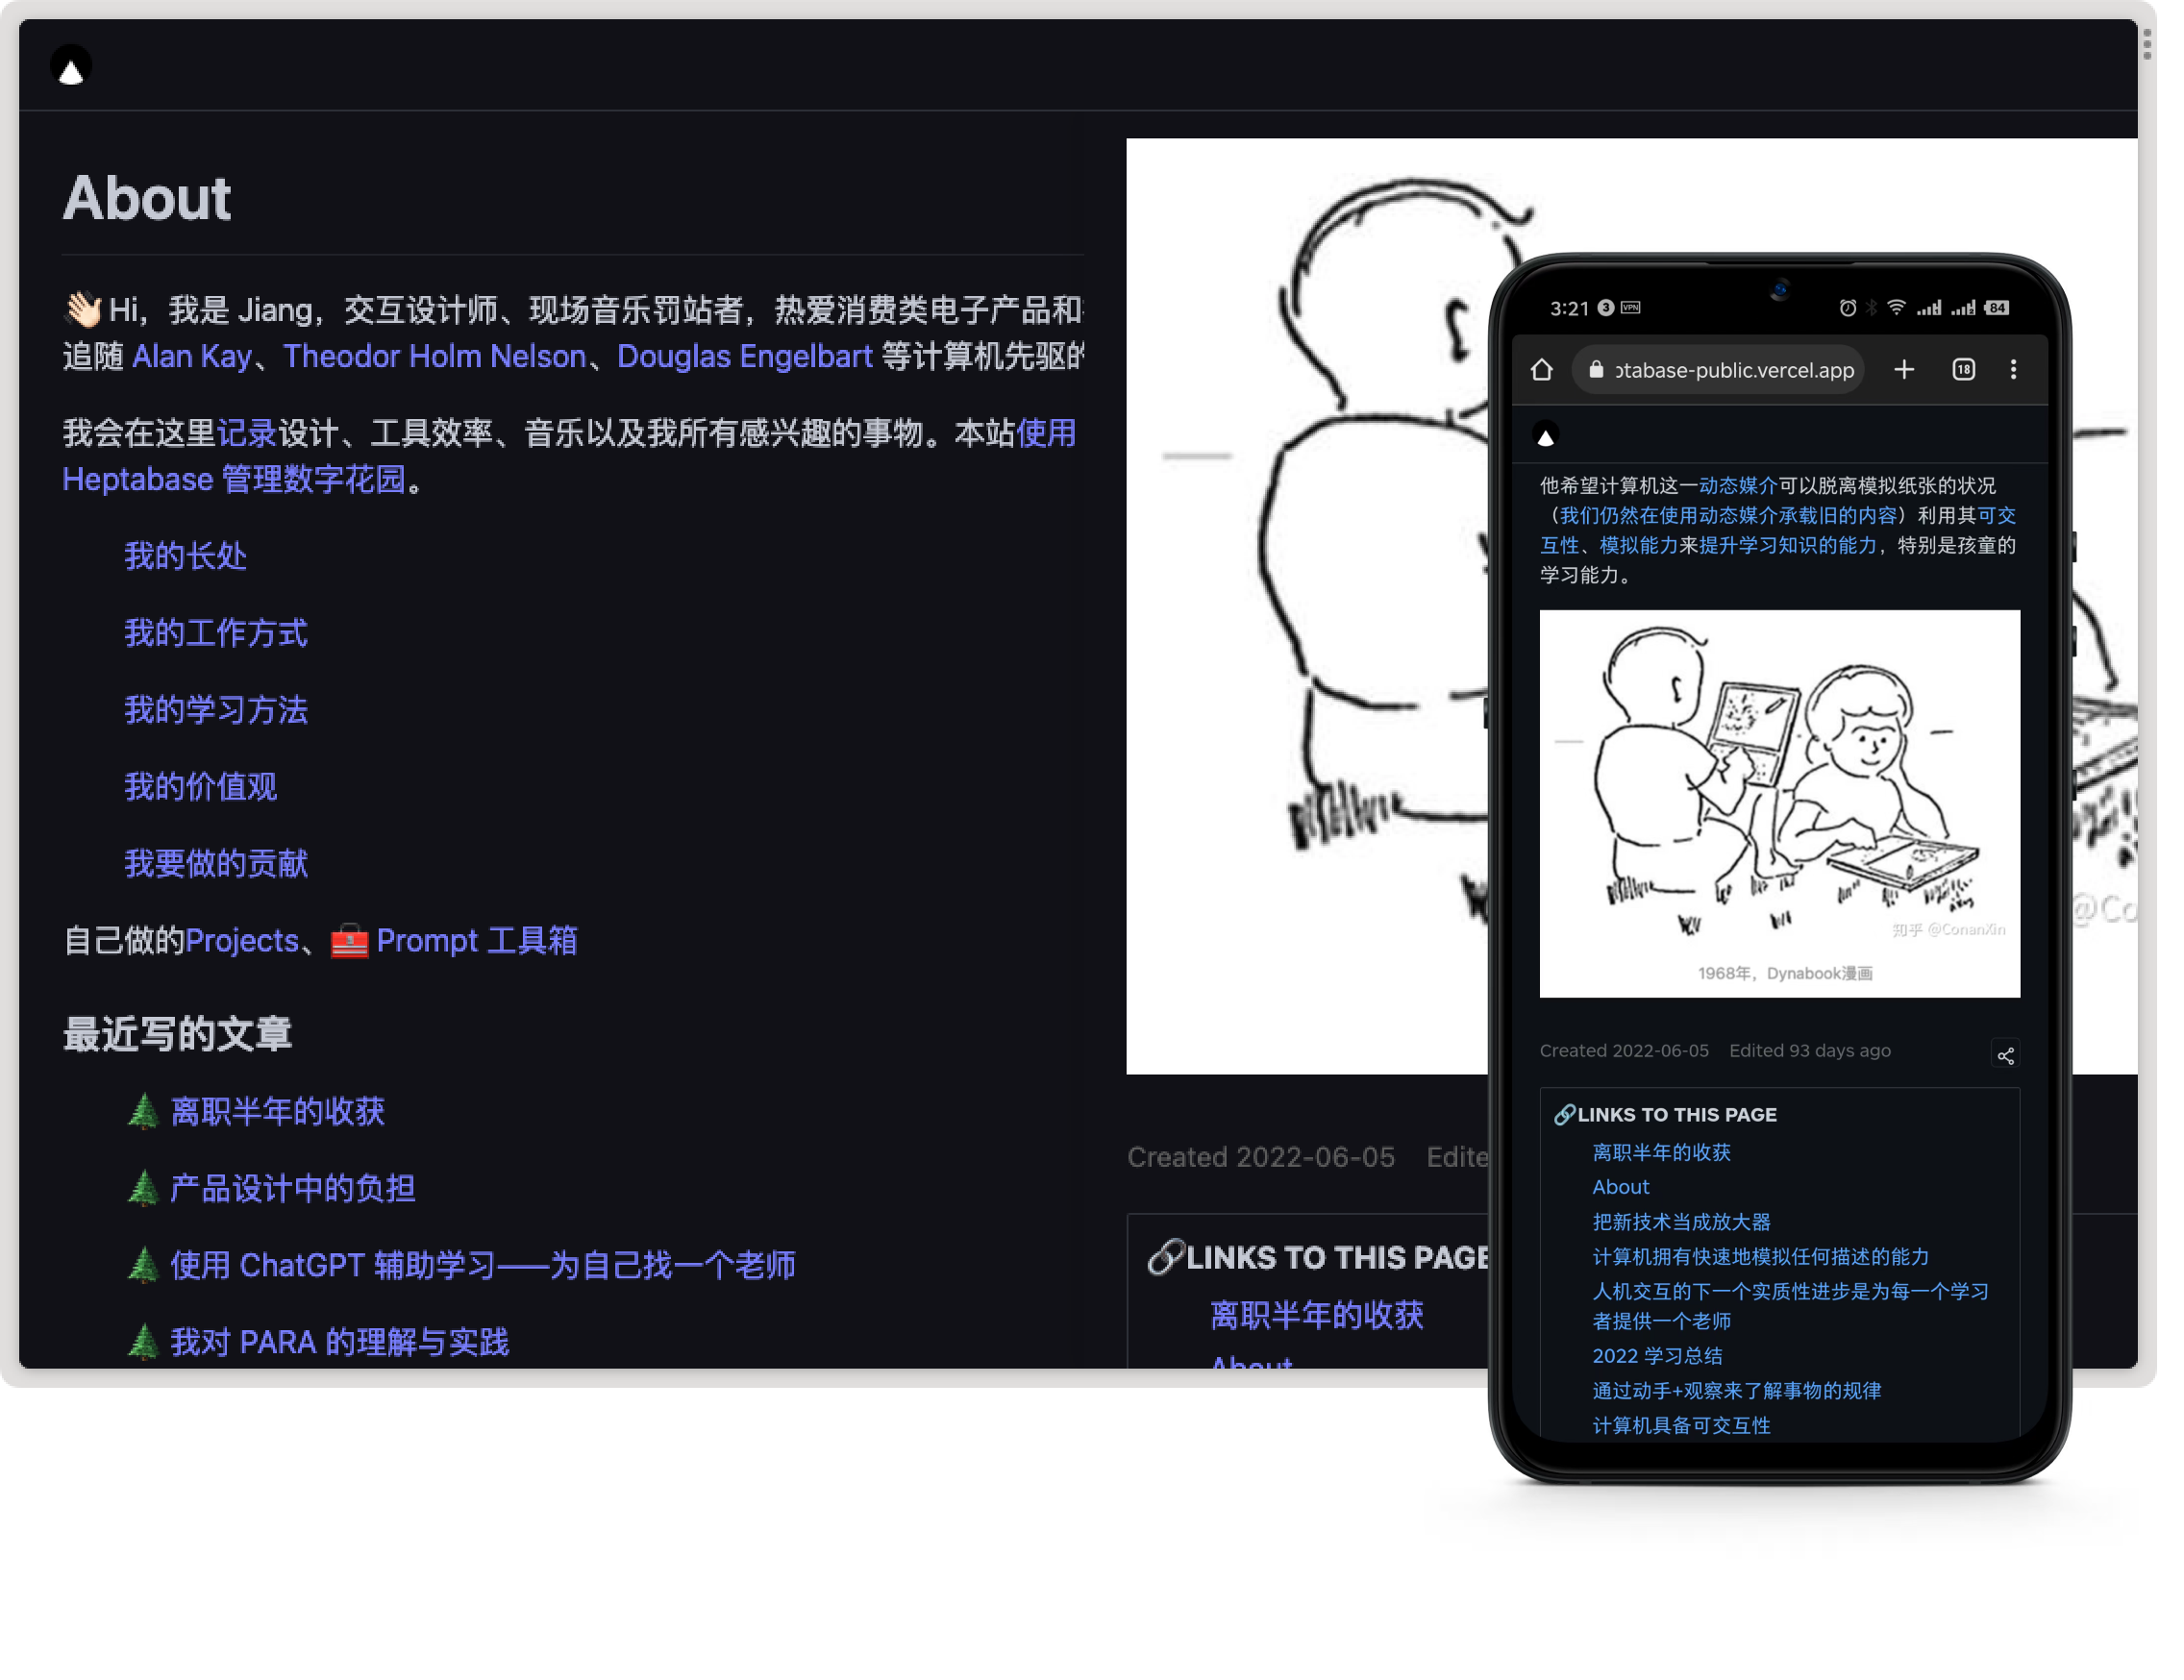 About
👋🏻Hi，我是 Jiang，交互设计师、现场音乐罚站者，热爱消费类电子产品和
追随 Alan Kay、Theodor Holm Nelson、Douglas Engelbart 等计算机先驱的
我会在这里记录设计、工具效率、音乐以及我所有感兴趣的事物。本站使用
Heptabase 管理数字花园。
我的长处
我的工作方式
我的学习方法
我的价值观
我要做的贡献
自己做的Projects、🧰 Prompt 工具箱
最近写的文章
🌲 离职半年的收获
🌲 产品设计中的负担
🌲 使用 ChatGPT 辅助学习——为自己找一个老师
🌲 我对 PARA 的理解与实践
@Co
Created 2022-06-05 Edite
🔗LINKS TO THIS PAGE
离职半年的收获
About
3:21 3 VPN 84
otabase-public.vercel.app 18
他希望计算机这一动态媒介可以脱离模拟纸张的状况
（我们仍然在使用动态媒介承载旧的内容）利用其可交
互性、模拟能力来提升学习知识的能力，特别是孩童的
学习能力。
知乎 @ConanXin
1968年，Dynabook漫画
Created 2022-06-05 Edited 93 days ago
🔗LINKS TO THIS PAGE
离职半年的收获
About
把新技术当成放大器
计算机拥有快速地模拟任何描述的能力
人机交互的下一个实质性进步是为每一个学习
者提供一个老师
2022 学习总结
通过动手+观察来了解事物的规律
计算机具备可交互性